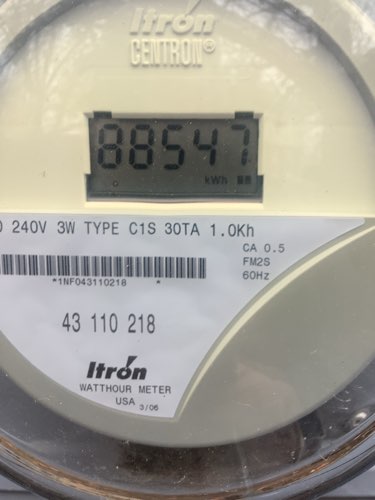 Itron
CENTRON®
88547
kWh
240V 3W TYPE C1S 30TA 1.0Kh
CA 0.5
FM2S
60Hz
*1NF043110218 *
43 110 218
Itron
WATTHOUR METER
USA 3/06